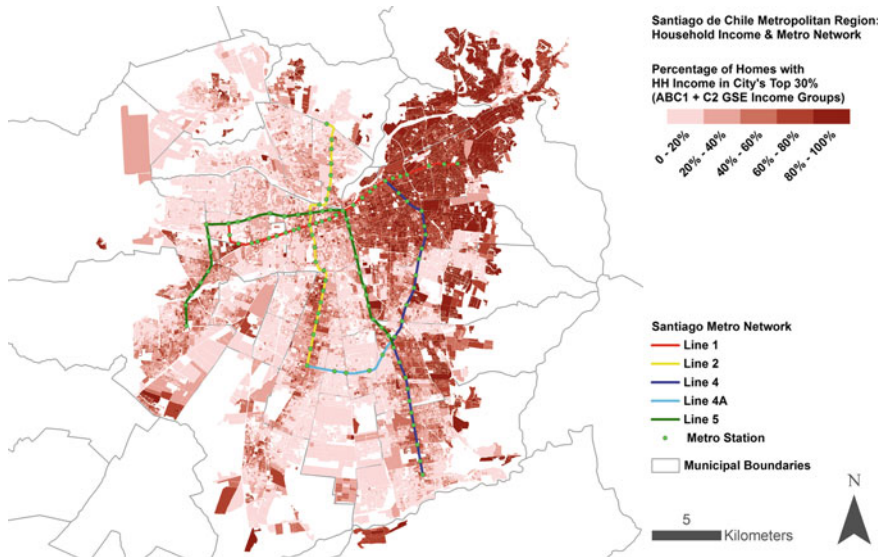 Santiago de Chile Metropolitan Region:
Household Income & Metro Network
Percentage of Homes with
HH Income in City's Top 30%
(ABC1 + C2 GSE Income Groups)
0 - 20%
20% - 40%
40% - 60%
60% - 80%
80% - 100%
Santiago Metro Network
Line 1
Line 2
Line 4
Line 4A
Line 5
Metro Station
Municipal Boundaries
N
5
Kilometers